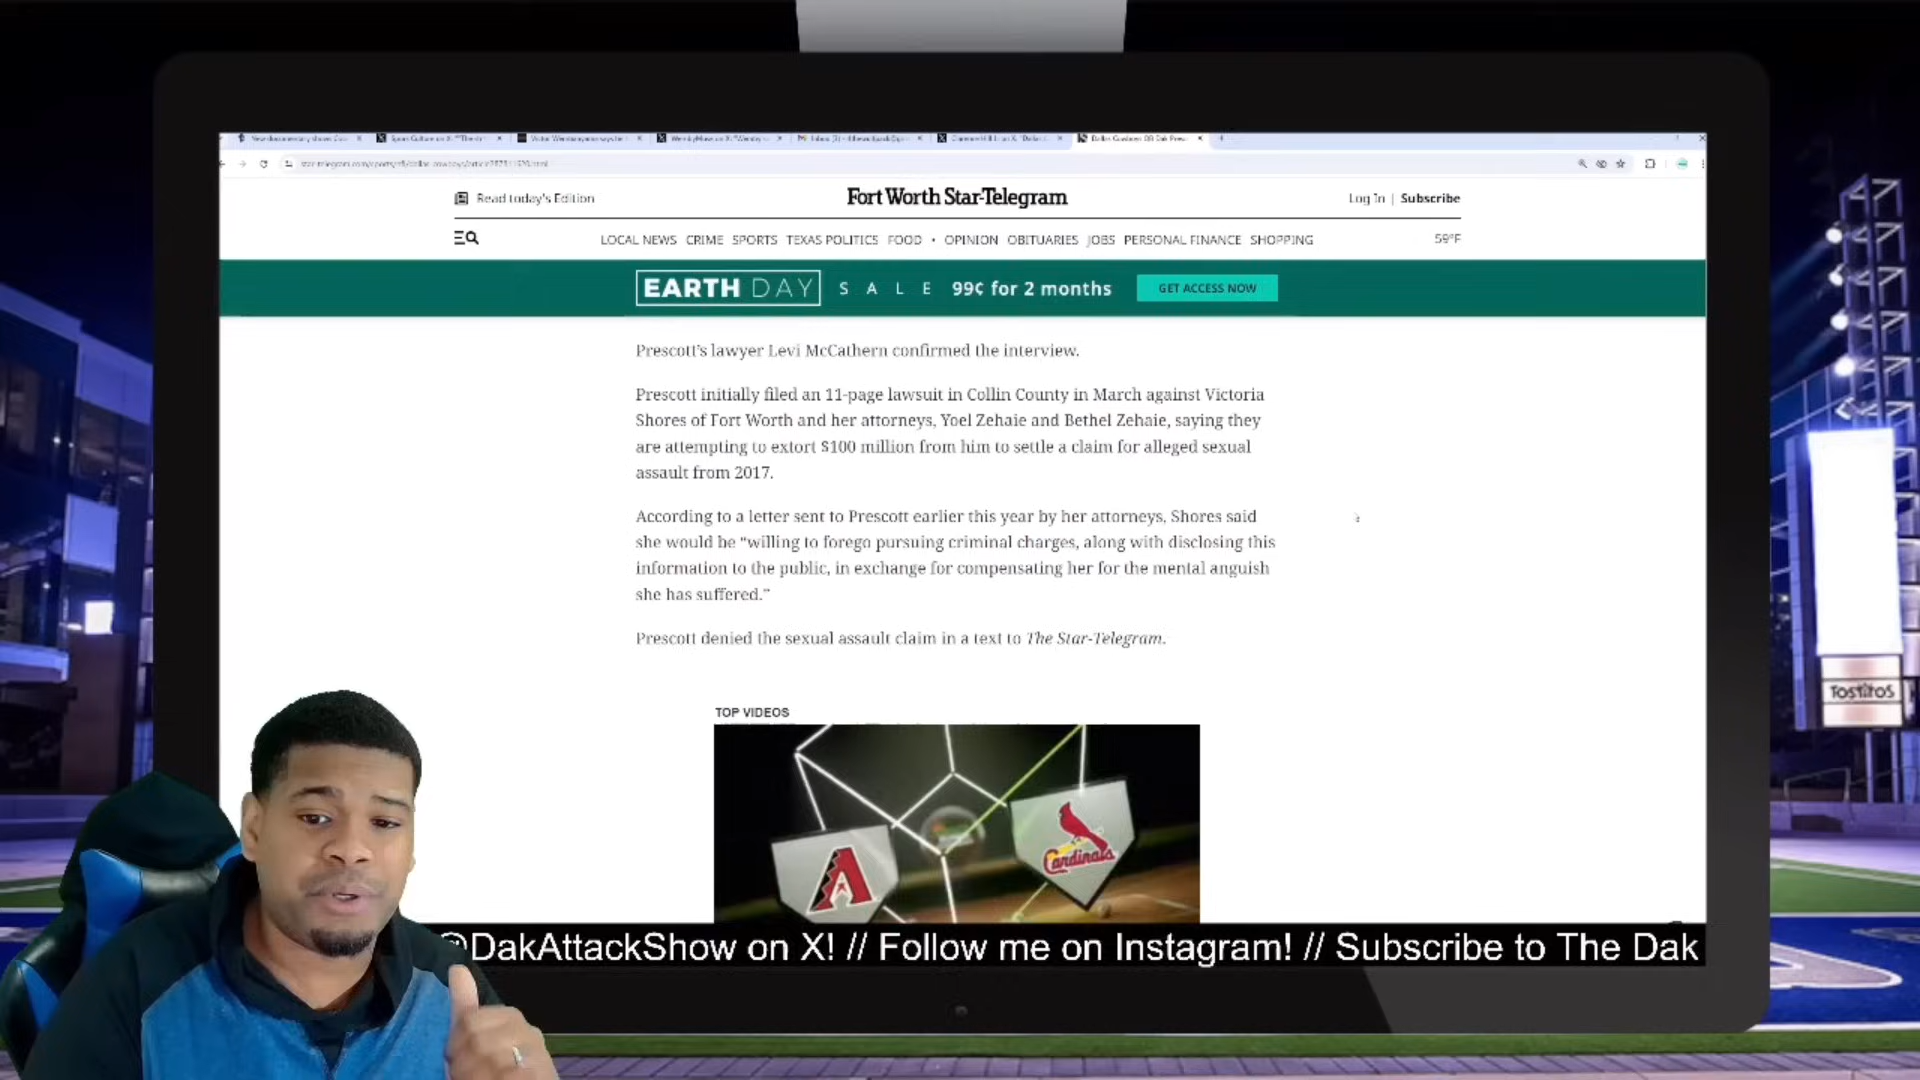 Read today's Edition
Fort Worth Star-Telegram
Log In | Subscribe
LOCAL NEWS CRIME SPORTS TEXAS POLITICS FOOD • OPINION OBITUARIES JOBS PERSONAL FINANCE SHOPPING
59°F
EARTH DAY SALE 99¢ for 2 months GET ACCESS NOW
Prescott's lawyer Levi McCathern confirmed the interview.
Prescott initially filed an 11-page lawsuit in Collin County in March against Victoria
Shores of Fort Worth and her attorneys, Yoel Zehaie and Bethel Zehaie, saying they
are attempting to extort $100 million from him to settle a claim for alleged sexual
assault from 2017.
According to a letter sent to Prescott earlier this year by her attorneys, Shores said
she would be “willing to forego pursuing criminal charges, along with disclosing this
information to the public, in exchange for compensating her for the mental anguish
she has suffered.”
Prescott denied the sexual assault claim in a text to The Star-Telegram.
TOSTITOS
TOP VIDEOS
A
Cardinals
@DakAttackShow on X! // Follow me on Instagram! // Subscribe to The Dak